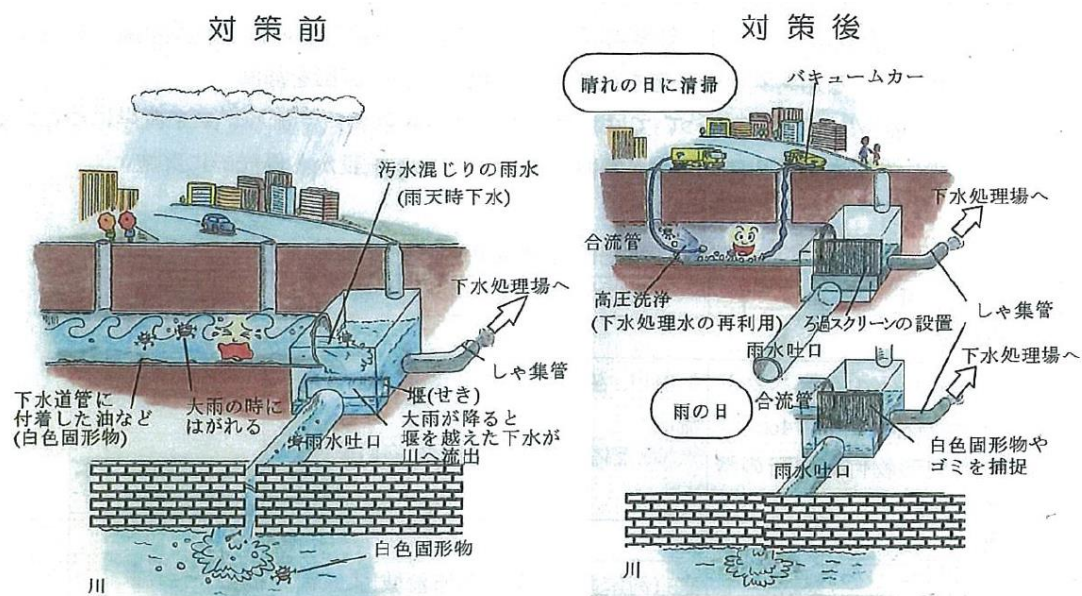 対策前
汚水混じりの雨水
(雨天時下水)
下水処理場へ
しゃ集管
下水道管に
付着した油など
(白色固形物)
大雨の時に
はがれる
雨水吐口
堰(せき)
大雨が降ると
堰を越えた下水が
川へ流出
白色固形物
川
対策後
晴れの日に清掃
バキュームカー
下水処理場へ
合流管
高圧洗浄
(下水処理水の再利用)
ろ過スクリーンの設置
しゃ集管
雨水吐口
下水処理場へ
雨の日
合流管
雨水吐口
白色固形物や
ゴミを捕捉
川